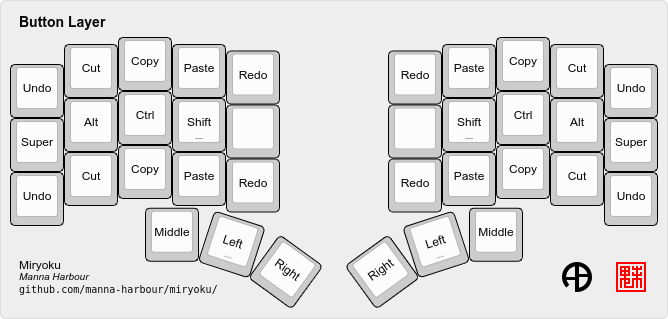 Button Layer
Undo Cut Copy Paste Redo Redo Paste Copy Cut Undo
Super Alt Ctrl Shift Shift Ctrl Alt Super
Undo Cut Copy Paste Redo Redo Paste Copy Cut Undo
Middle Left Right Right Left Middle
Miryoku
Manna Harbour
github.com/manna-harbour/miryoku/